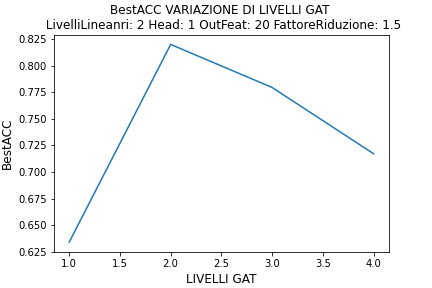 BestACC VARIAZIONE DI LIVELLI GAT
LivelliLineanri: 2 Head: 1 OutFeat: 20 FattoreRiduzione: 1.5
0.825
0.800
0.775
0.750
0.725
0.700
0.675
0.650
0.625
BestACC
1.0 1.5 2.0 2.5 3.0 3.5 4.0
LIVELLI GAT